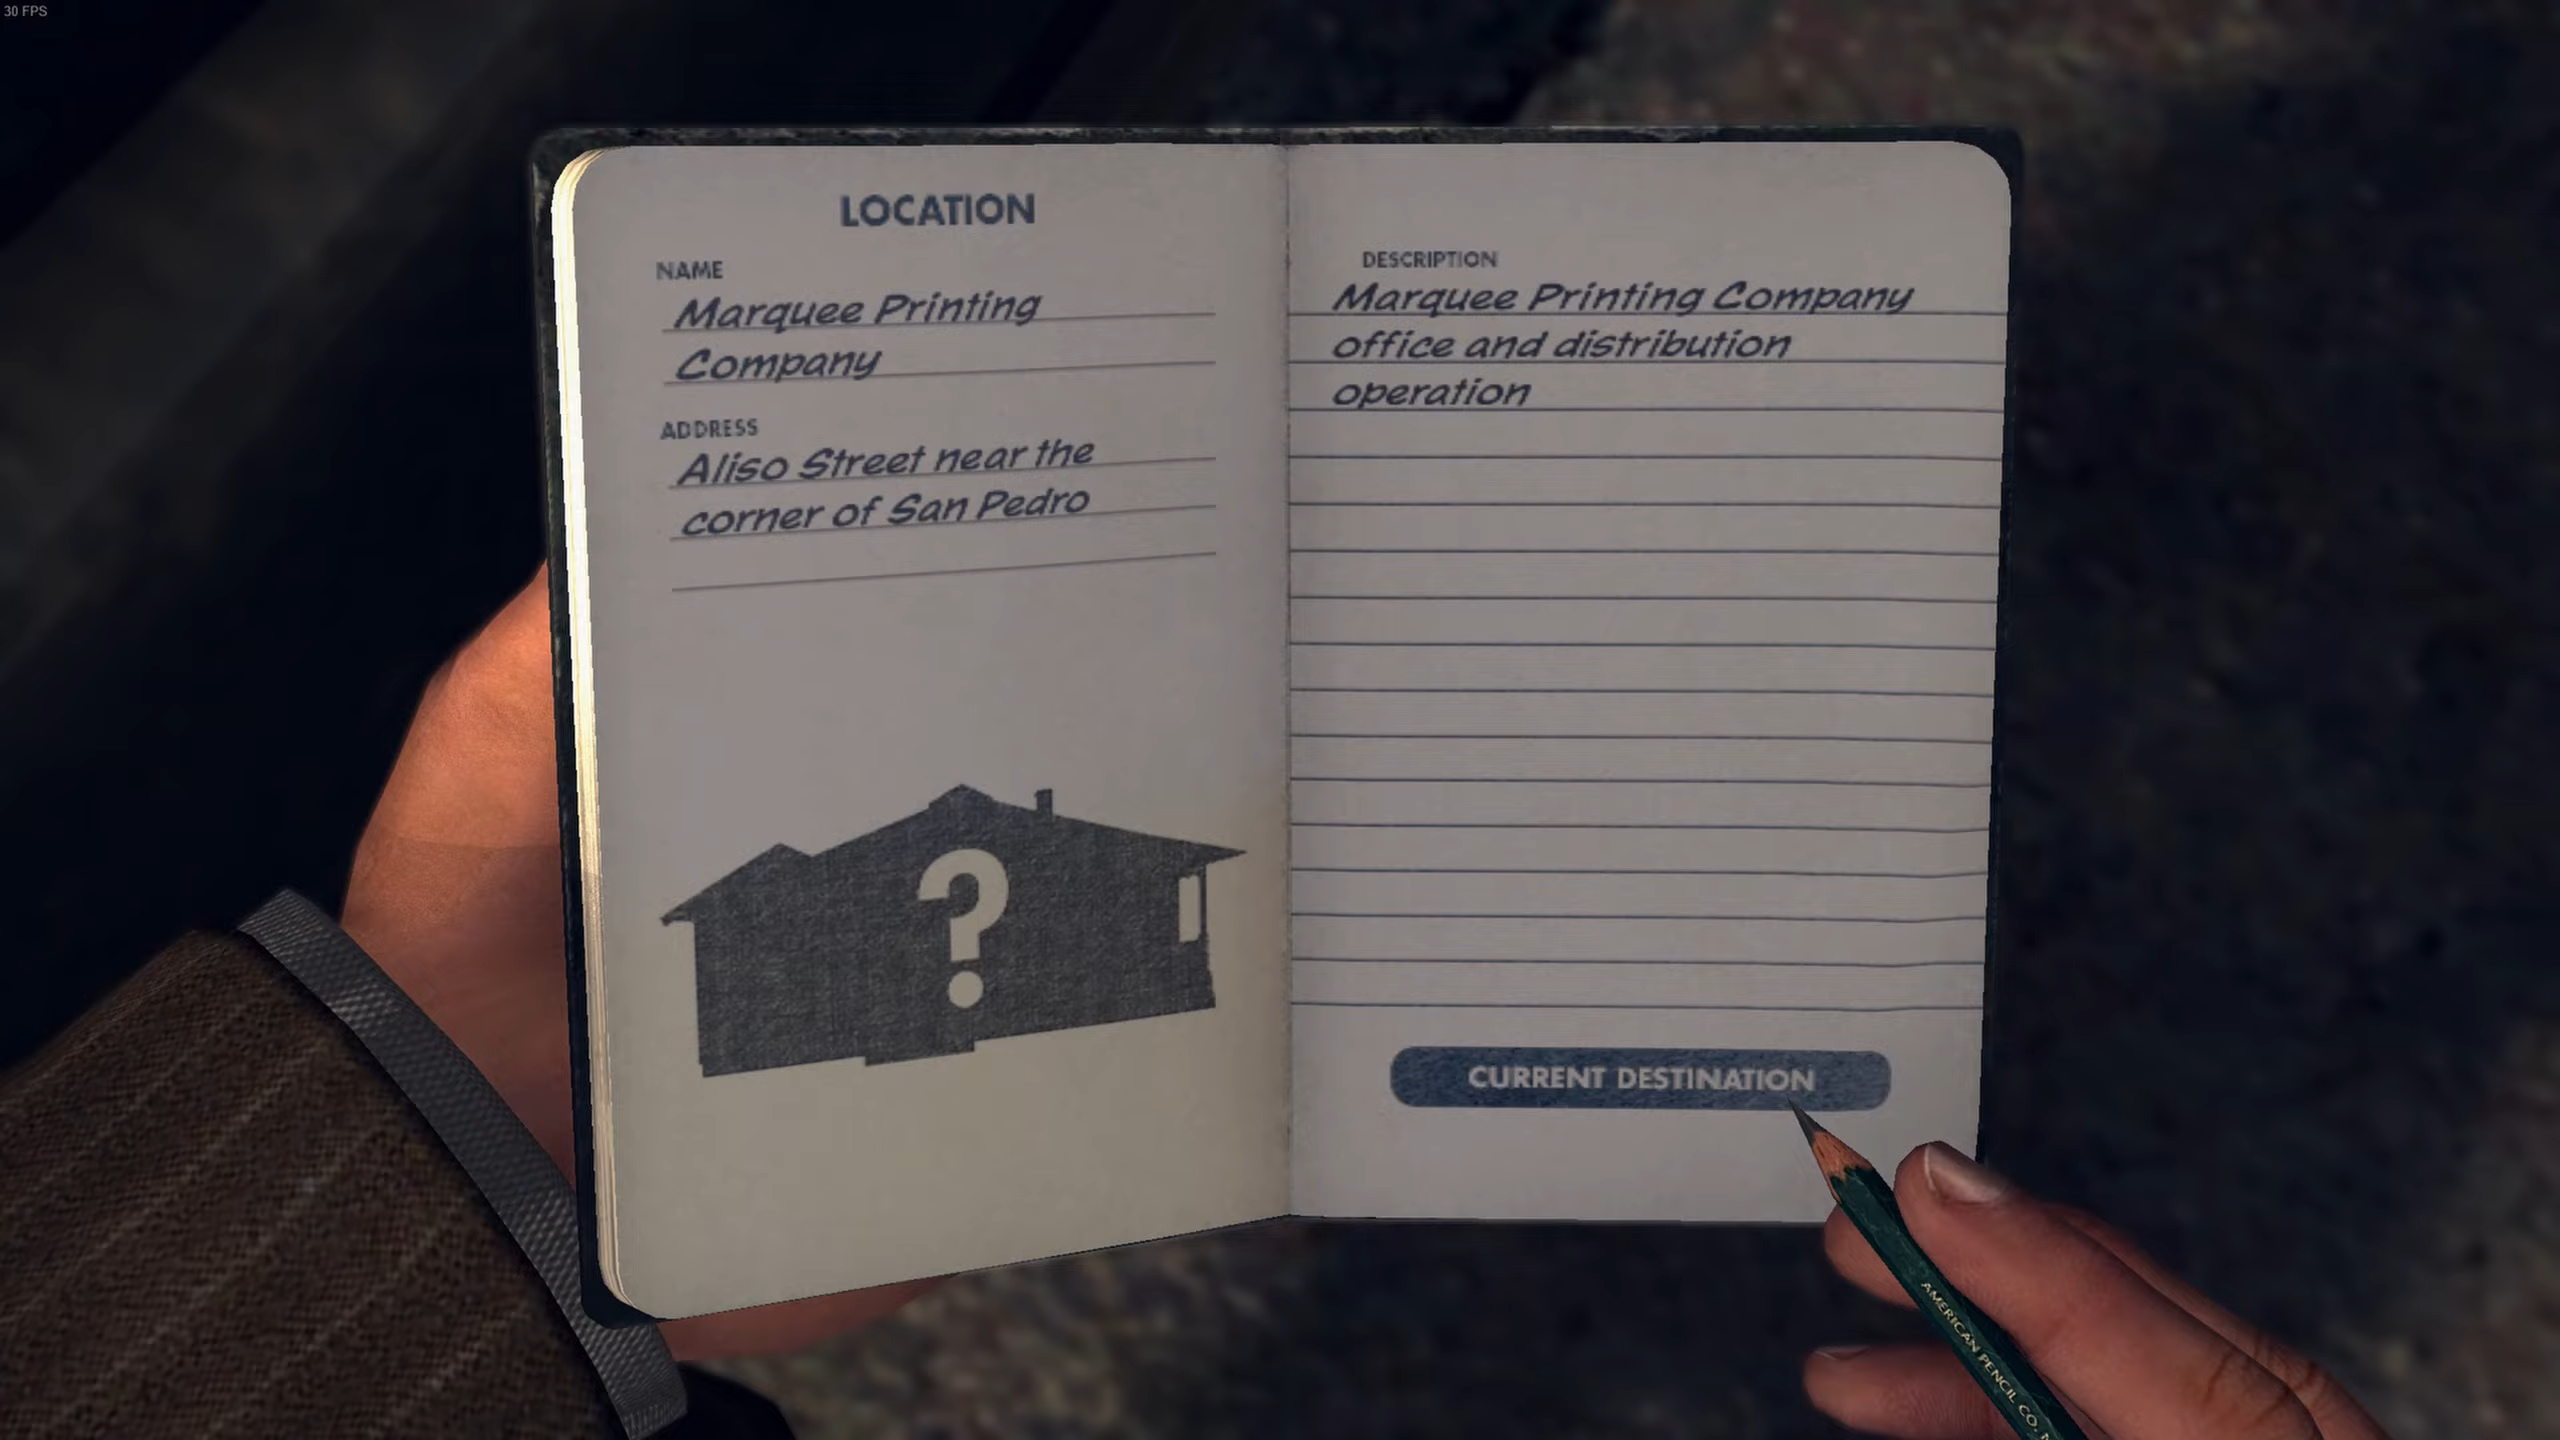 30 FPS
LOCATION
NAME
Marquee Printing
Company
ADDRESS
Aliso Street near the
corner of San Pedro
?
DESCRIPTION
Marquee Printing Company
office and distribution
operation
CURRENT DESTINATION
AMERICAN PENCIL CO.